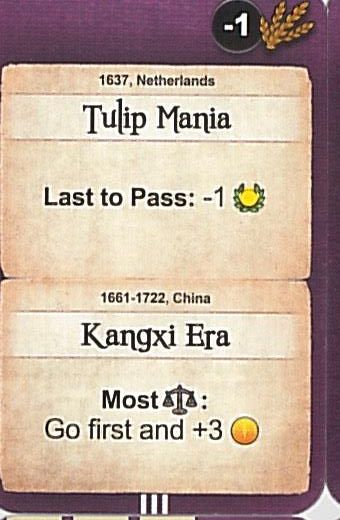 -1
1637, Netherlands
Tulip Mania
Last to Pass: -1
1661-1722, China
Kangxi Era
Most :
Go first and +3
III